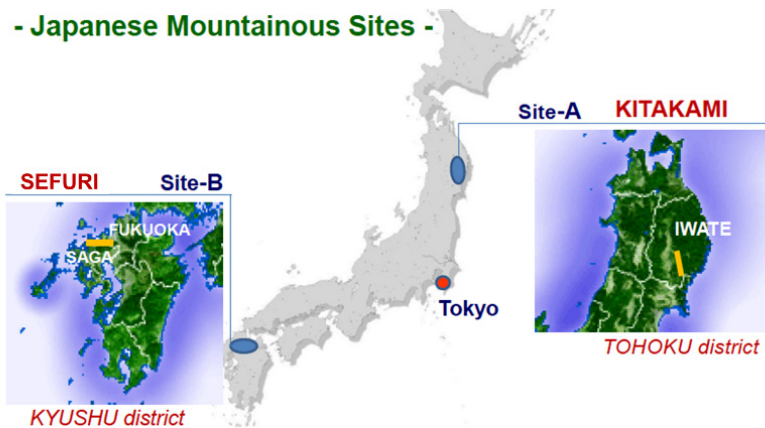 - Japanese Mountainous Sites -
Site-A KITAKAMI
SEFURI Site-B
FUKUOKA
SAGA
IWATE
Tokyo
TOHOKU district
KYUSHU district